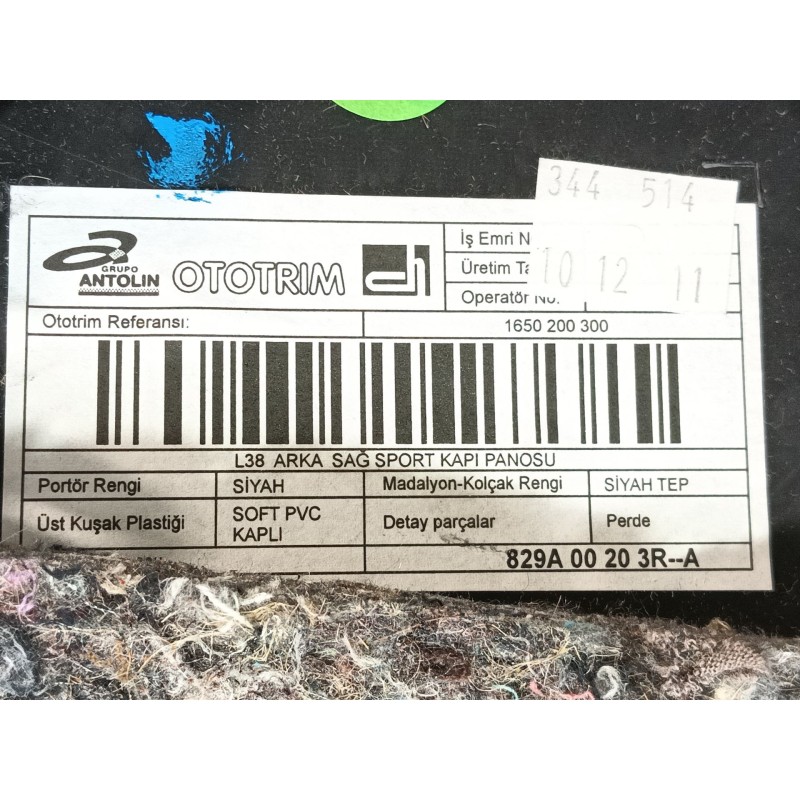 344 514
10 12 11
GRUPO
ANTOLIN
OTOTRIM
İş Emri N
Üretim Ta
Operatör No:
Ototrim Referansı:
1650 200 300
L38 ARKA SAĞ SPORT KAPI PANOSU
Portör Rengi SİYAH Madalyon-Kolçak Rengi SİYAH TEP
Üst Kuşak Plastiği SOFT PVC KAPLI Detay parçalar Perde
829A 00 20 3R--A